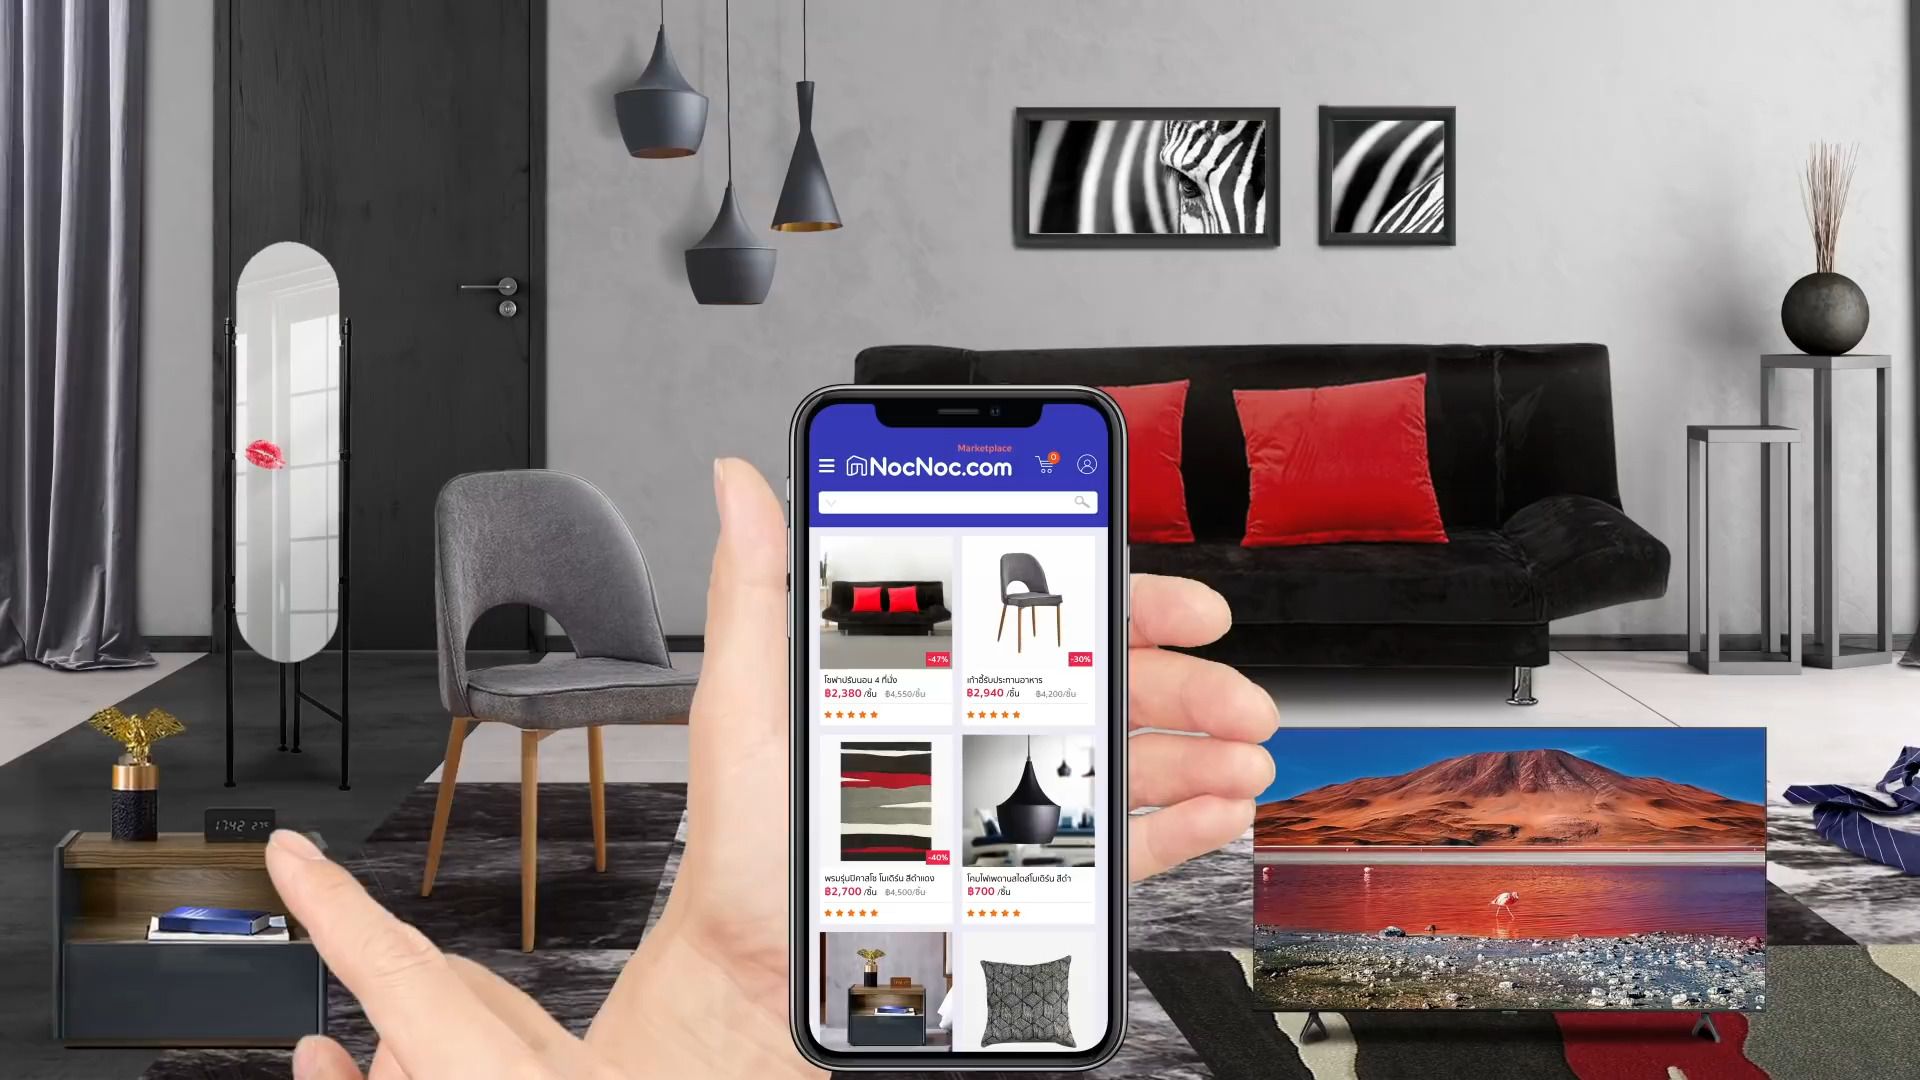 Marketplace
NocNoc.com
0
-47%
โซฟาปรับนอน 4 ที่นั่ง
฿2,380 /ชิ้น ฿4,550/ชิ้น
-30%
เก้าอี้รับประทานอาหาร
฿2,940 /ชิ้น ฿4,200/ชิ้น
-40%
พรมรุ่นปิคาสโซ โมเดิร์น สีดำแดง
฿2,700 /ชิ้น ฿4,500/ชิ้น
โคมไฟเพดานสไตล์โมเดิร์น สีดำ
฿700 /ชิ้น
17:42 27°